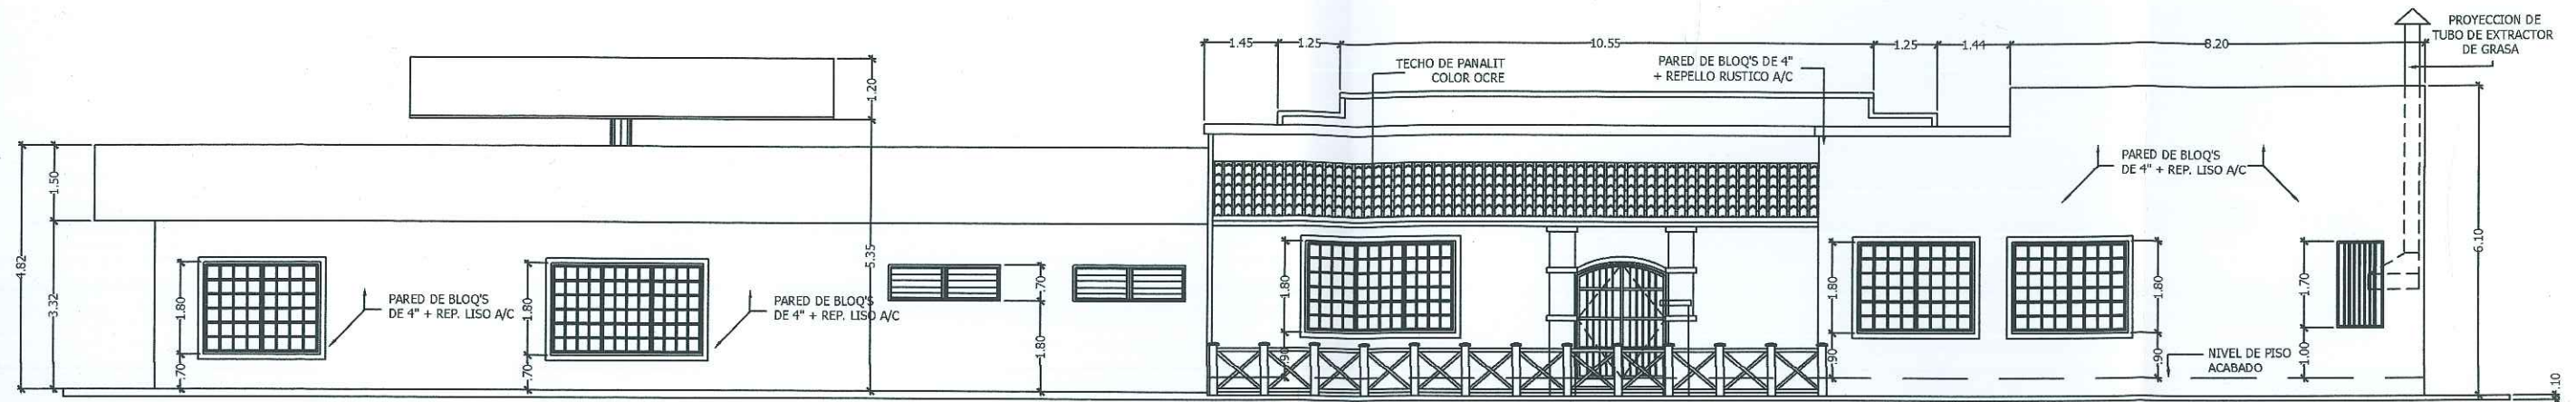 PROYECCION DE
TUBO DE EXTRACTOR
DE GRASA
1.45
1.25
10.55
1.25
1.44
8.20
TECHO DE PANALIT
COLOR OCRE
PARED DE BLOQ'S DE 4"
+ REPELLO RUSTICO A/C
1.20
1.50
4.82
3.32
5.35
6.10
PARED DE BLOQ'S
DE 4" + REP. LISO A/C
1.80
.70
PARED DE BLOQ'S
DE 4" + REP. LISO A/C
1.80
.70
PARED DE BLOQ'S
DE 4" + REP. LISO A/C
.70
1.80
1.80
.90
1.80
.90
1.80
.90
1.70
1.00
NIVEL DE PISO
ACABADO
.10